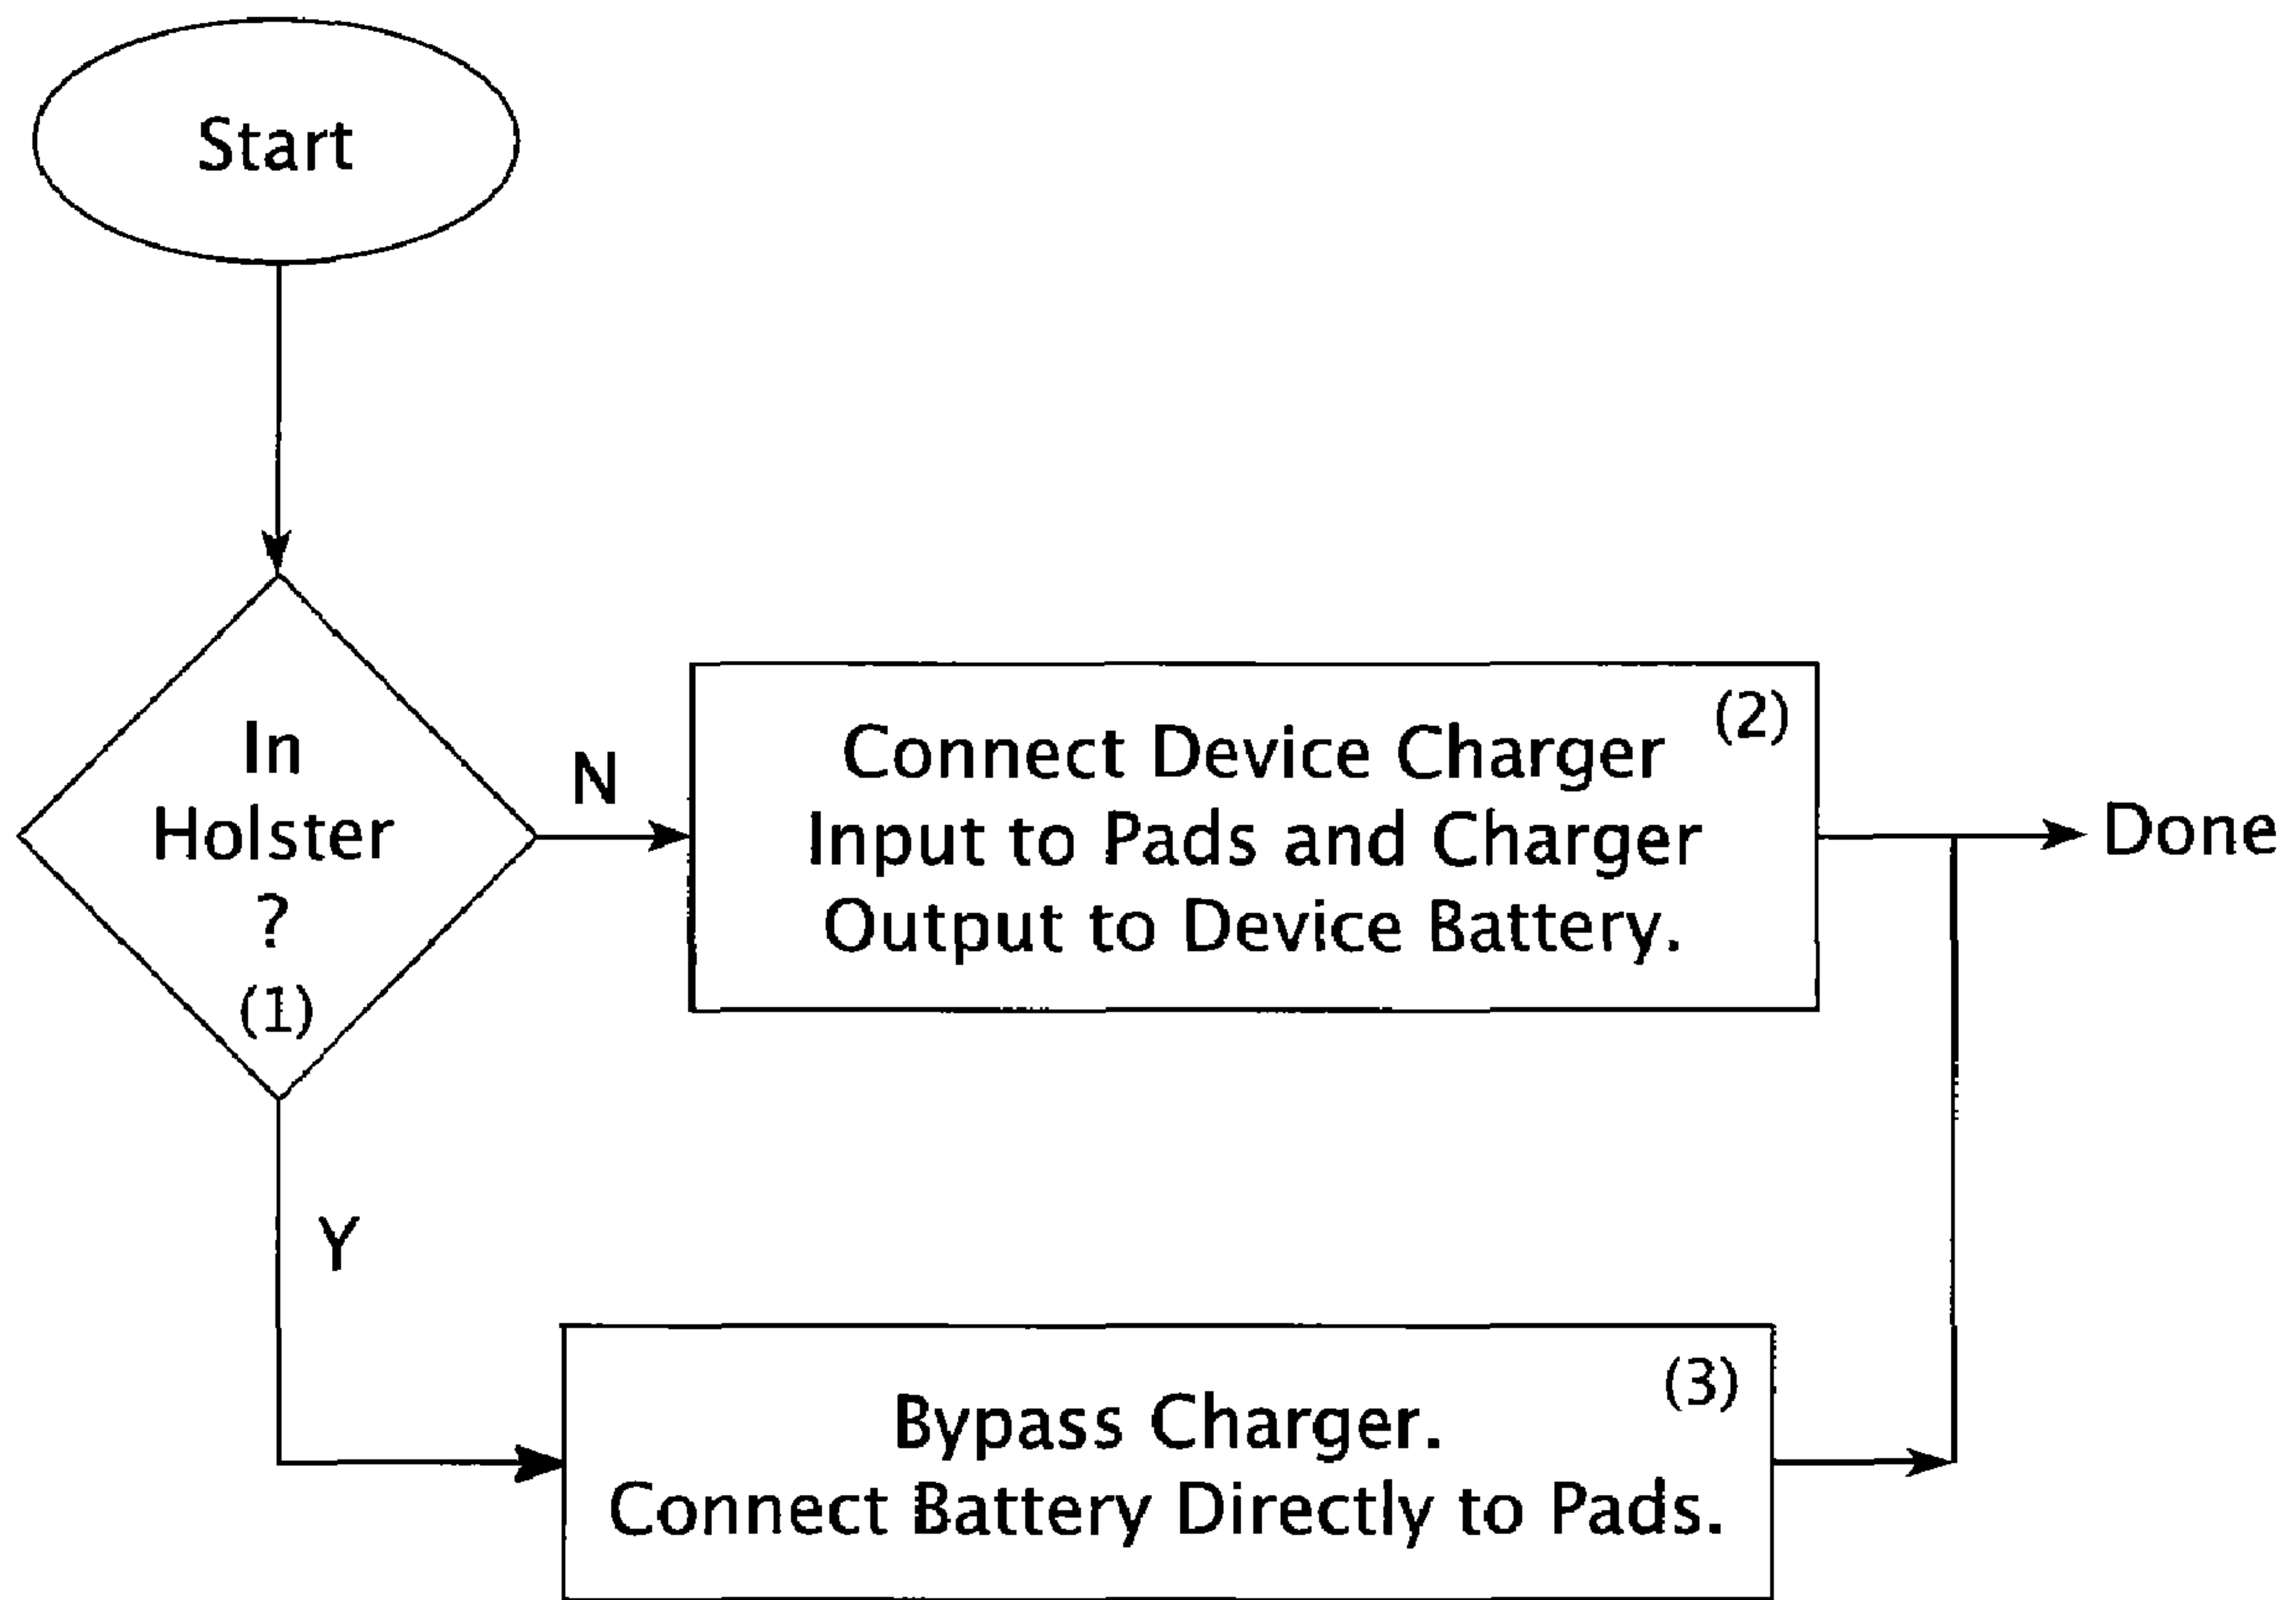 Start
In
Holster
?
(1)
N
(2)
Connect Device Charger
Input to Pads and Charger
Output to Device Battery.
Done
Y
(3)
Bypass Charger.
Connect Battery Directly to Pads.